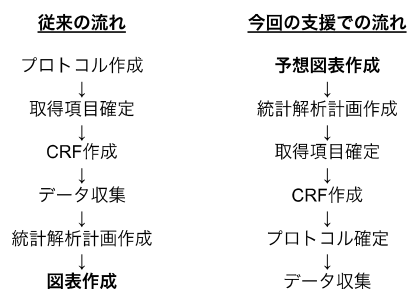 従来の流れ
プロトコル作成
↓
取得項目確定
↓
CRF作成
↓
データ収集
↓
統計解析計画作成
↓
図表作成
今回の支援での流れ
予想図表作成
↓
統計解析計画作成
↓
取得項目確定
↓
CRF作成
↓
プロトコル確定
↓
データ収集